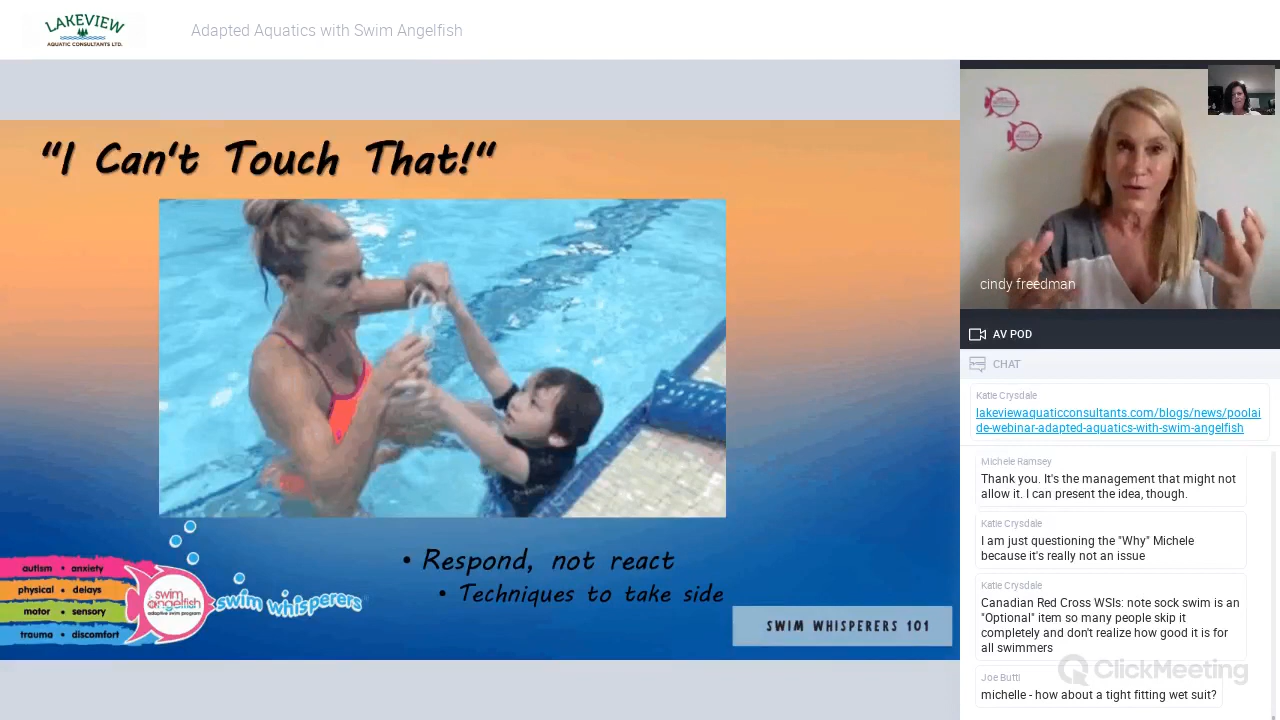 LAKEVIEW
AQUATIC CONSULTANTS LTD.
Adapted Aquatics with Swim Angelfish
"I Can't Touch That!"
• Respond, not react
• Techniques to take side
autism • anxiety
physical • delays
motor • sensory
trauma • discomfort
swim
angelfish
adaptive swim program
swim whisperers
SWIM WHISPERERS 101
cindy freedman
AV POD
CHAT
Katie Crysdale
lakeviewaquaticconsultants.com/blogs/news/poolai
de-webinar-adapted-aquatics-with-swim-angelfish
Michele Ramsey
Thank you. It's the management that might not
allow it. I can present the idea, though.
Katie Crysdale
I am just questioning the "Why" Michele
because it's really not an issue
Katie Crysdale
Canadian Red Cross WSIs: note sock swim is an
"Optional" item so many people skip it
completely and don't realize how good it is for
all swimmers
ClickMeeting
Joe Butti
michelle - how about a tight fitting wet suit?